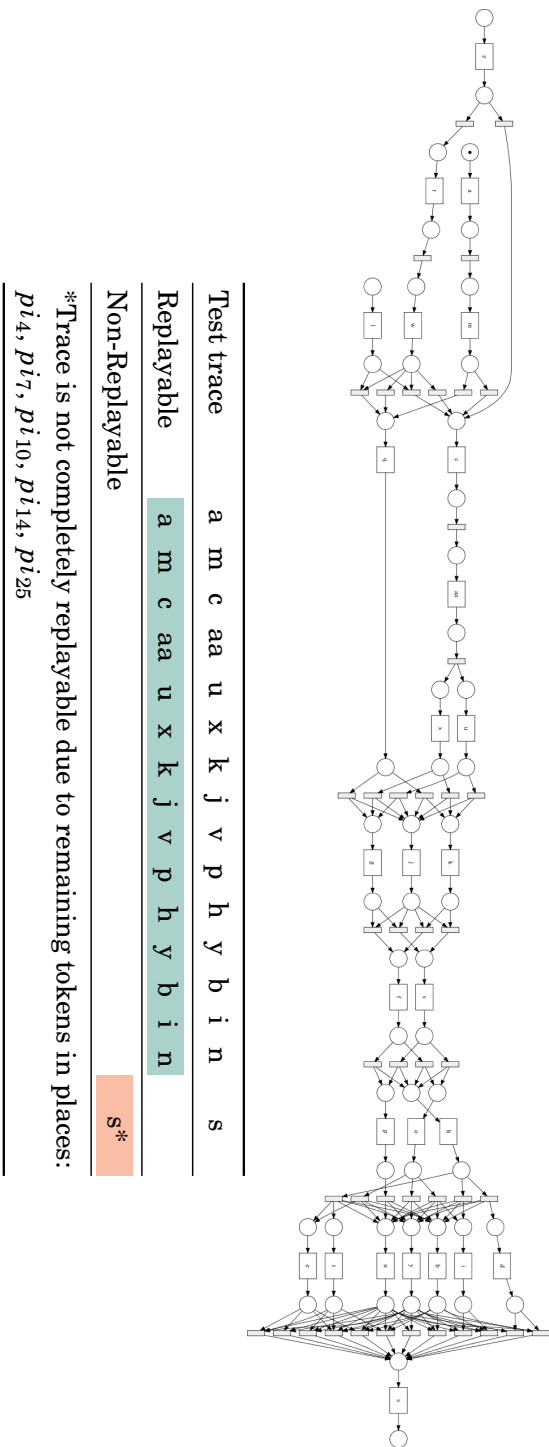 z
a
r
m
w
l
c
q
aa
u
x
k
j
g
v
f
h
p
d
i
b
y
n
t
e
s
Test trace a m c aa u x k j v p h y b i n s
Replayable a m c aa u x k j v p h y b i n
Non-Replayable s*
*Trace is not completely replayable due to remaining tokens in places:
pi4, pi7, pi10, pi14, pi25